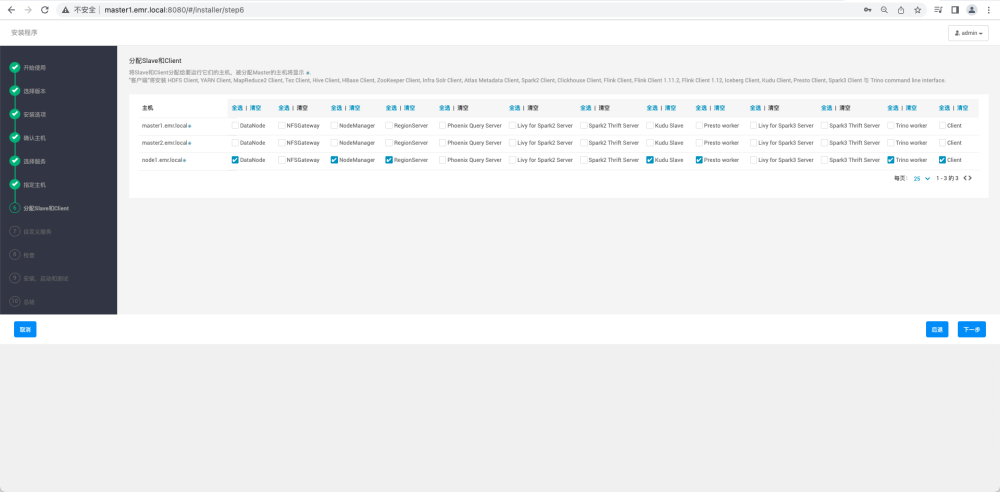 不安全 | master1.emr.local:8080/#/installer/step6
安装程序
admin
开始使用
选择版本
安装选项
确认主机
选择服务
指定主机
6 分配Slave和Client
7 自定义服务
8 检查
9 安装、启动和测试
10 总结
分配Slave和Client
将Slave和Client分配给要运行它们的主机。被分配Master的主机将显示 ✶.
"客户端"将安装 HDFS Client, YARN Client, MapReduce2 Client, Tez Client, Hive Client, HBase Client, ZooKeeper Client, Infra Solr Client, Atlas Metadata Client, Spark2 Client, Clickhouse Client, Flink Client, Flink Client 1.11.2, Flink Client 1.12, Iceberg Client, Kudu Client, Presto Client, Spark3 Client 与 Trino command line interface.
主机 全选 | 清空 全选 | 清空 全选 | 清空 全选 | 清空 全选 | 清空 全选 | 清空 全选 | 清空 全选 | 清空 全选 | 清空 全选 | 清空 全选 | 清空 全选 | 清空 全选 | 清空
master1.emr.local✶ DataNode NFSGateway NodeManager RegionServer Phoenix Query Server Livy for Spark2 Server Spark2 Thrift Server Kudu Slave Presto worker Livy for Spark3 Server Spark3 Thrift Server Trino worker Client
master2.emr.local✶ DataNode NFSGateway NodeManager RegionServer Phoenix Query Server Livy for Spark2 Server Spark2 Thrift Server Kudu Slave Presto worker Livy for Spark3 Server Spark3 Thrift Server Trino worker Client
node1.emr.local✶ DataNode NFSGateway NodeManager RegionServer Phoenix Query Server Livy for Spark2 Server Spark2 Thrift Server Kudu Slave Presto worker Livy for Spark3 Server Spark3 Thrift Server Trino worker Client
每页: 25 1 - 3 的 3
取消
后退 下一步